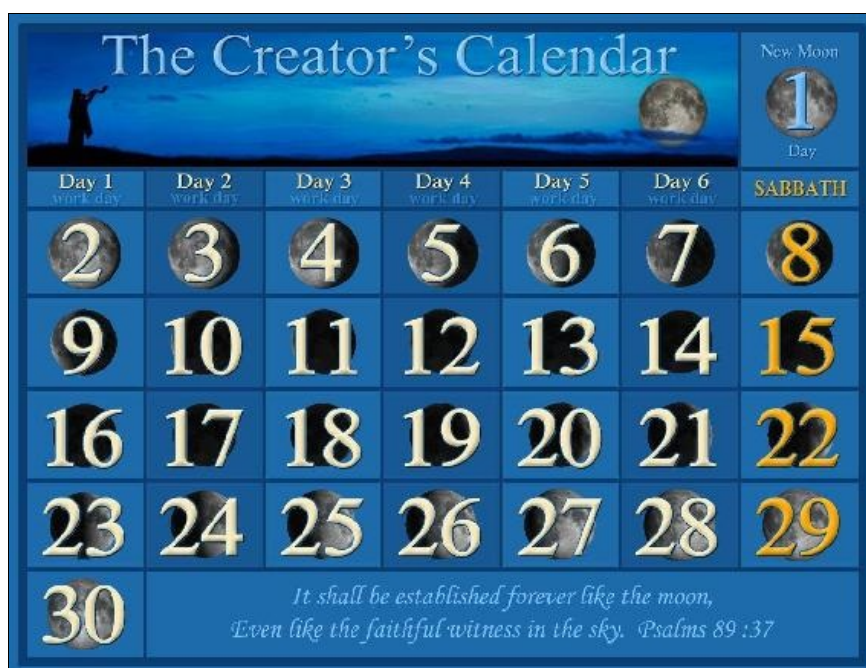 The Creator's Calendar
New Moon
1
Day
Day 1 Day 2 Day 3 Day 4 Day 5 Day 6 SABBATH
work day work day work day work day work day work day
2 3 4 5 6 7 8
9 10 11 12 13 14 15
16 17 18 19 20 21 22
23 24 25 26 27 28 29
30
It shall be established forever like the moon,
Even like the faithful witness in the sky. Psalms 89 :37